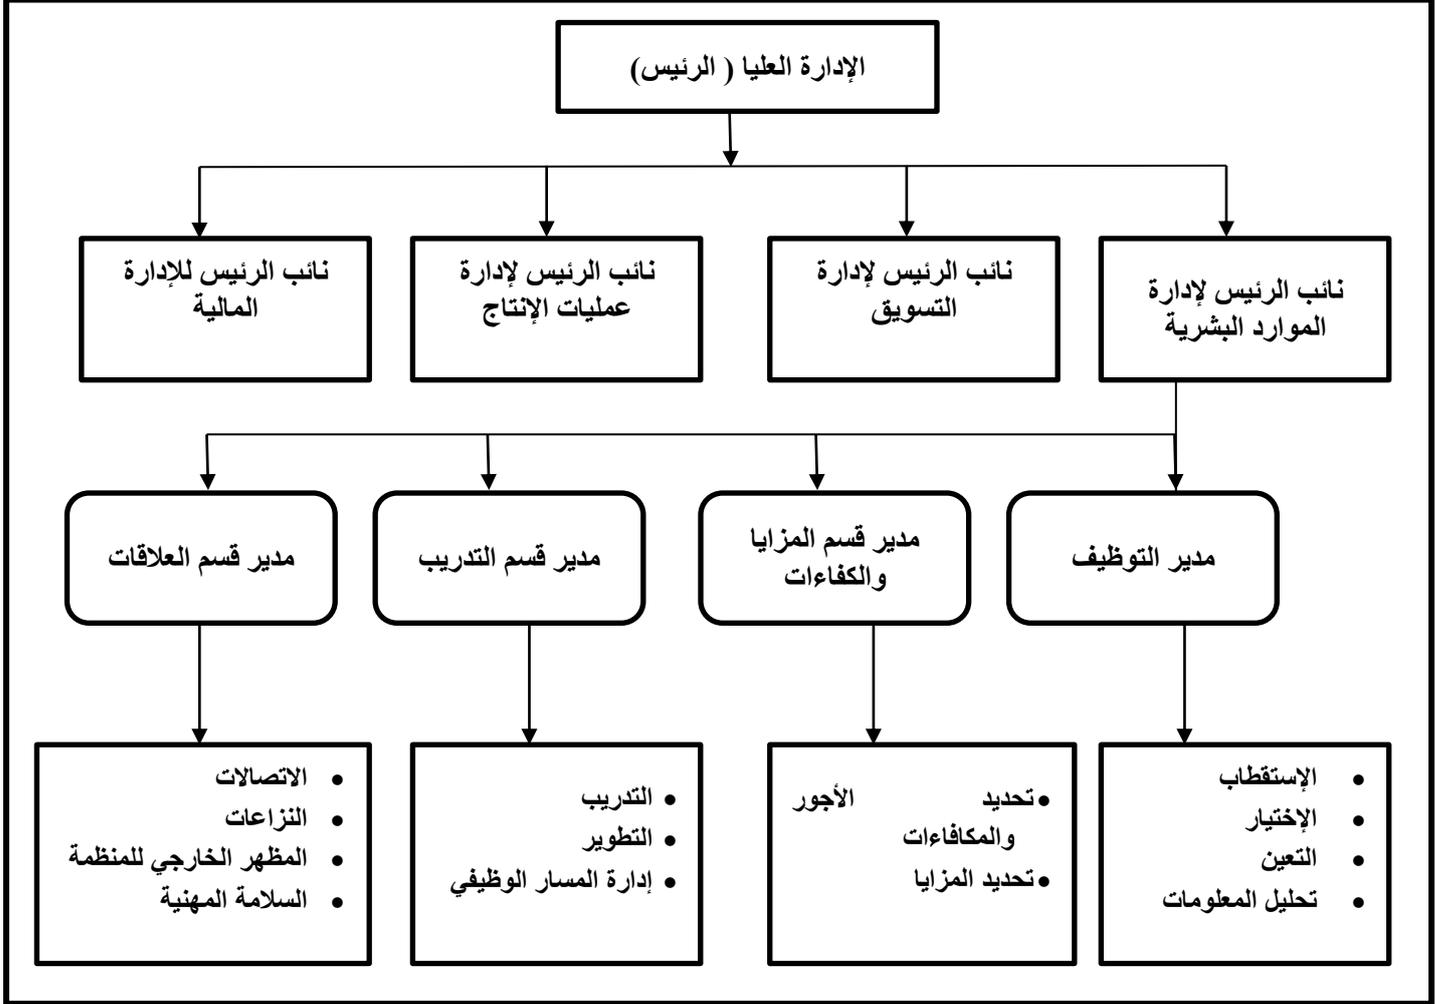 الإدارة العليا ( الرئيس)
نائب الرئيس لإدارة
الموارد البشرية
نائب الرئيس لإدارة
التسويق
نائب الرئيس لإدارة
عمليات الإنتاج
نائب الرئيس للإدارة
المالية
مدير التوظيف
مدير قسم المزايا
والكفاءات
مدير قسم التدريب
مدير قسم العلاقات
• الإستقطاب
• الإختيار
• التعين
• تحليل المعلومات
• تحديد الأجور
والمكافاءات
• تحديد المزايا
• التدريب
• التطوير
• إدارة المسار الوظيفي
• الاتصالات
• النزاعات
• المظهر الخارجي للمنظمة
• السلامة المهنية